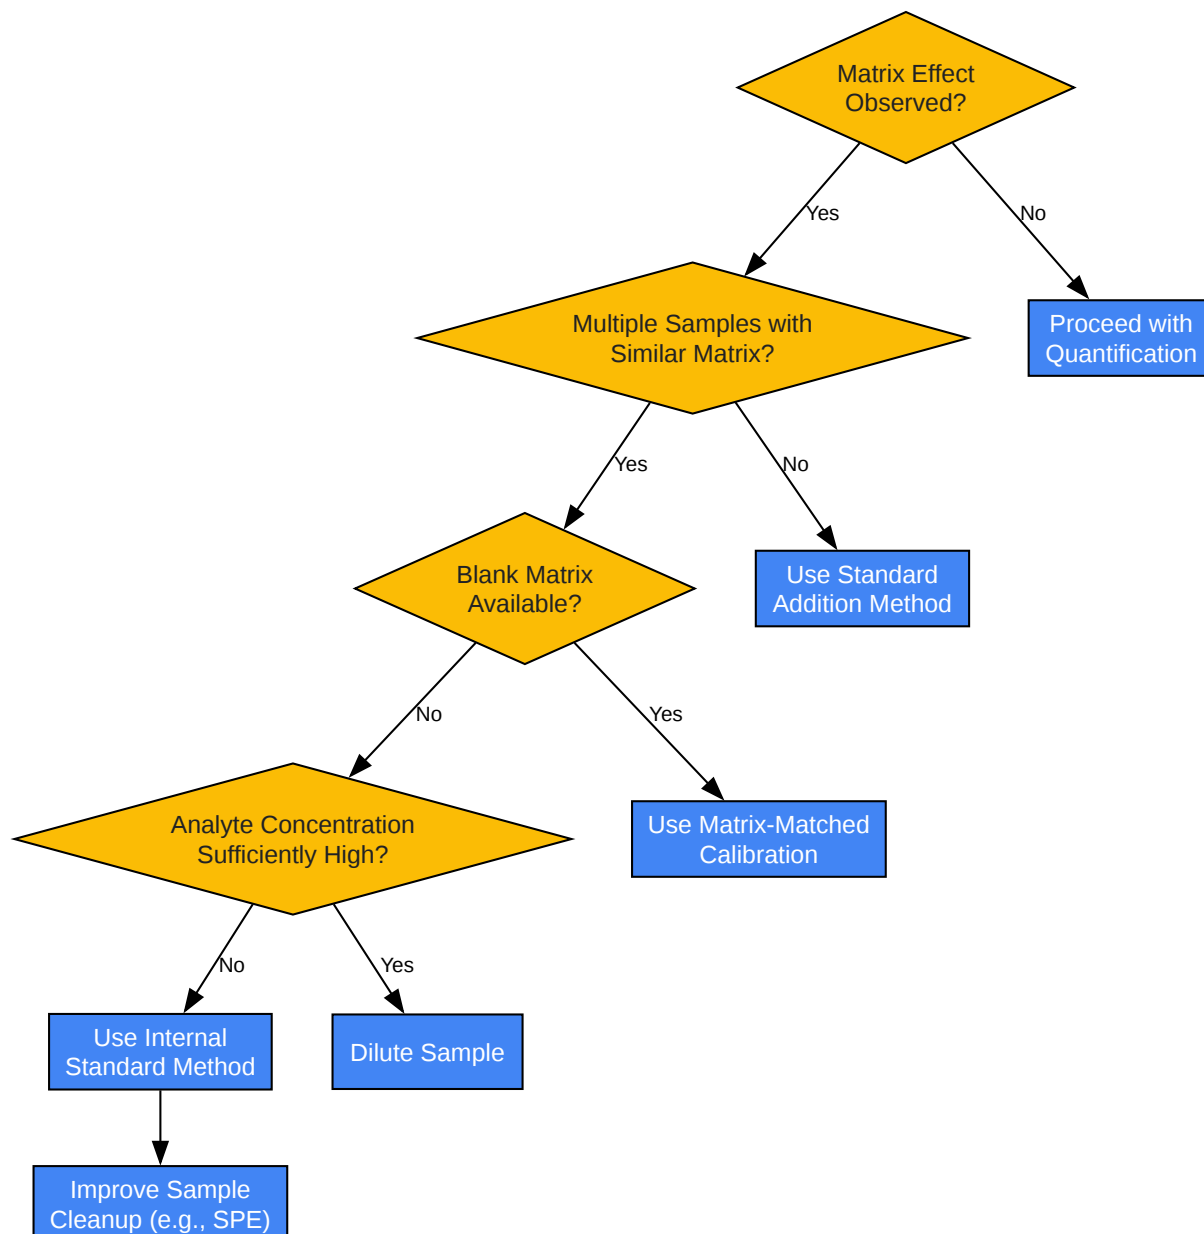 Matrix Effect
Observed?
Yes
No
Multiple Samples with
Similar Matrix?
Proceed with
Quantification
Yes
No
Blank Matrix
Available?
Use Standard
Addition Method
No
Yes
Analyte Concentration
Sufficiently High?
Use Matrix-Matched
Calibration
No
Yes
Use Internal
Standard Method
Dilute Sample
Improve Sample
Cleanup (e.g., SPE)